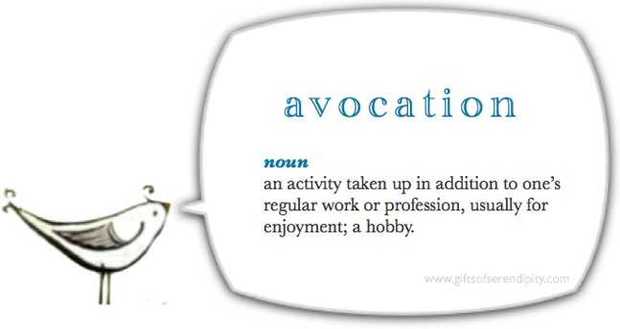 avocation
noun
an activity taken up in addition to one’s
regular work or profession, usually for
enjoyment; a hobby.
www.giftsofserendipity.com